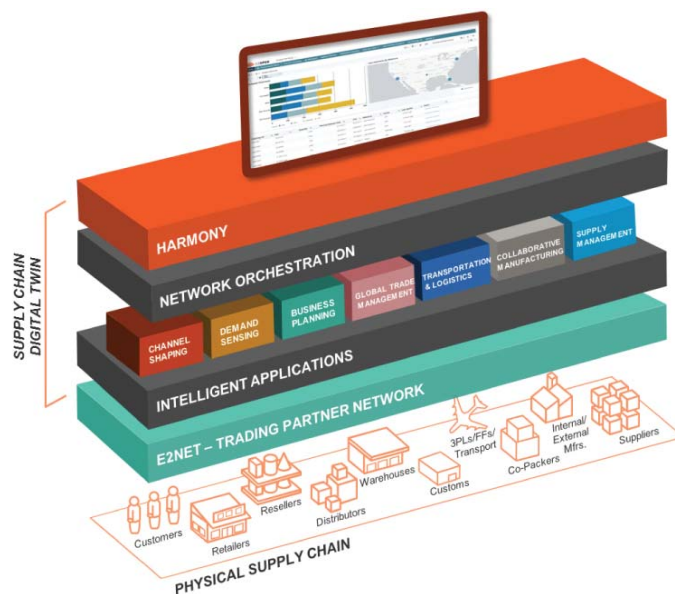 HARMONY
NETWORK ORCHESTRATION
CHANNEL
SHAPING
DEMAND
SENSING
BUSINESS
PLANNING
GLOBAL TRADE
MANAGEMENT
TRANSPORTATION
& LOGISTICS
COLLABORATIVE
MANUFACTURING
SUPPLY
MANAGEMENT
INTELLIGENT APPLICATIONS
E2NET – TRADING PARTNER NETWORK
SUPPLY CHAIN
DIGITAL TWIN
Customers
Retailers
Resellers
Distributors
Warehouses
Customs
3PLs/FFs/
Transport
Co-Packers
Internal/
External
Mfrs.
Suppliers
PHYSICAL SUPPLY CHAIN